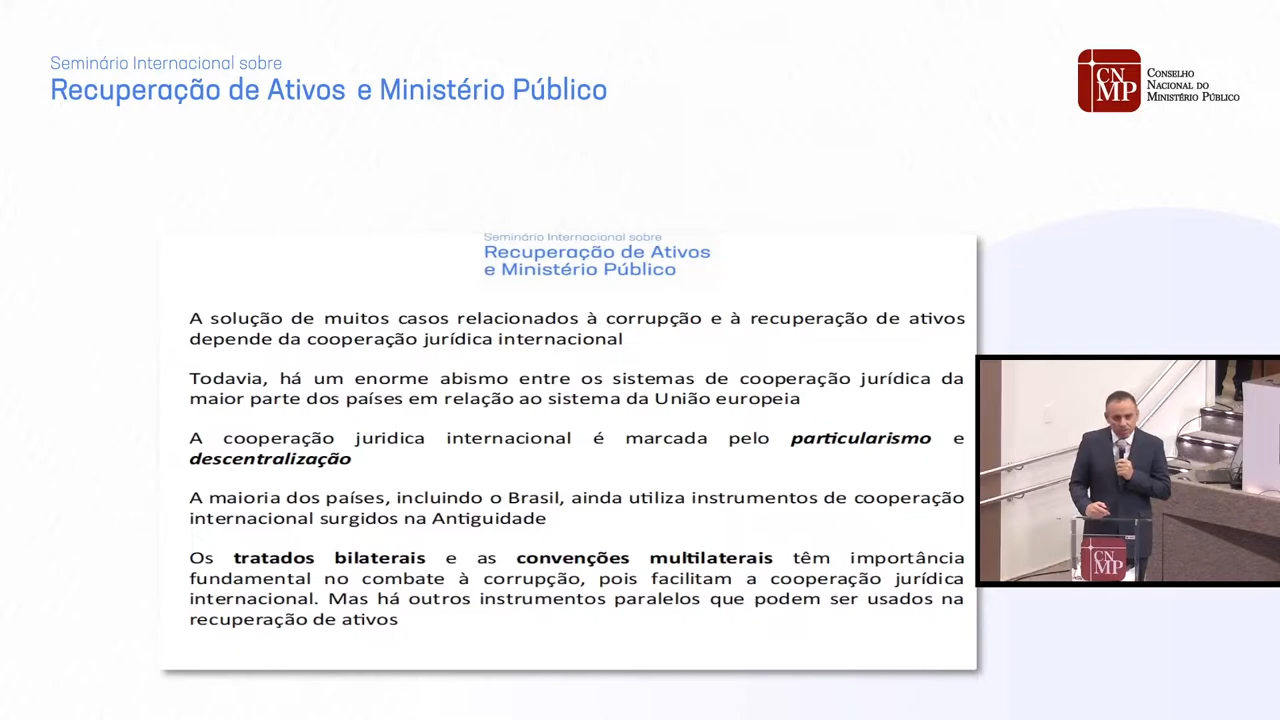 Seminário Internacional sobre
Recuperação de Ativos e Ministério Público
CN
MP
CONSELHO
NACIONAL DO
MINISTÉRIO PÚBLICO
Seminário Internacional sobre
Recuperação de Ativos
e Ministério Público
A solução de muitos casos relacionados à corrupção e à recuperação de ativos
depende da cooperação jurídica internacional
Todavia, há um enorme abismo entre os sistemas de cooperação jurídica da
maior parte dos países em relação ao sistema da União europeia
A cooperação juridica internacional é marcada pelo particularismo e
descentralização
A maioria dos países, incluindo o Brasil, ainda utiliza instrumentos de cooperação
internacional surgidos na Antiguidade
Os tratados bilaterais e as convenções multilaterais têm importância
fundamental no combate à corrupção, pois facilitam a cooperação jurídica
internacional. Mas há outros instrumentos paralelos que podem ser usados na
recuperação de ativos
CN
MP